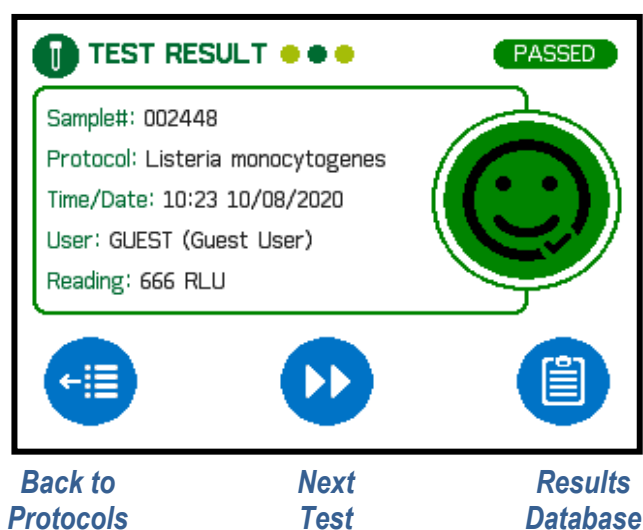 TEST RESULT
PASSED
Sample#: 002448
Protocol: Listeria monocytogenes
Time/Date: 10:23 10/08/2020
User: GUEST (Guest User)
Reading: 666 RLU
Back to Protocols
Next Test
Results Database